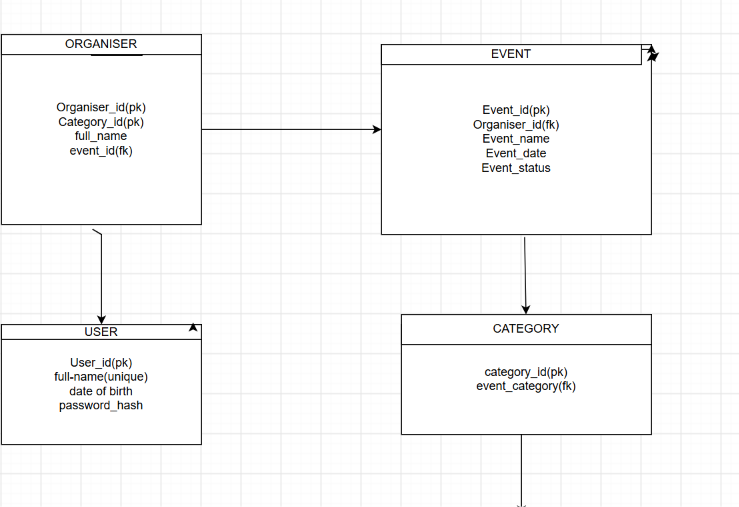 ORGANISER
Organiser_id(pk)
Category_id(pk)
full_name
event_id(fk)
EVENT
Event_id(pk)
Organiser_id(fk)
Event_name
Event_date
Event_status
USER
User_id(pk)
full-name(unique)
date of birth
password_hash
CATEGORY
category_id(pk)
event_category(fk)